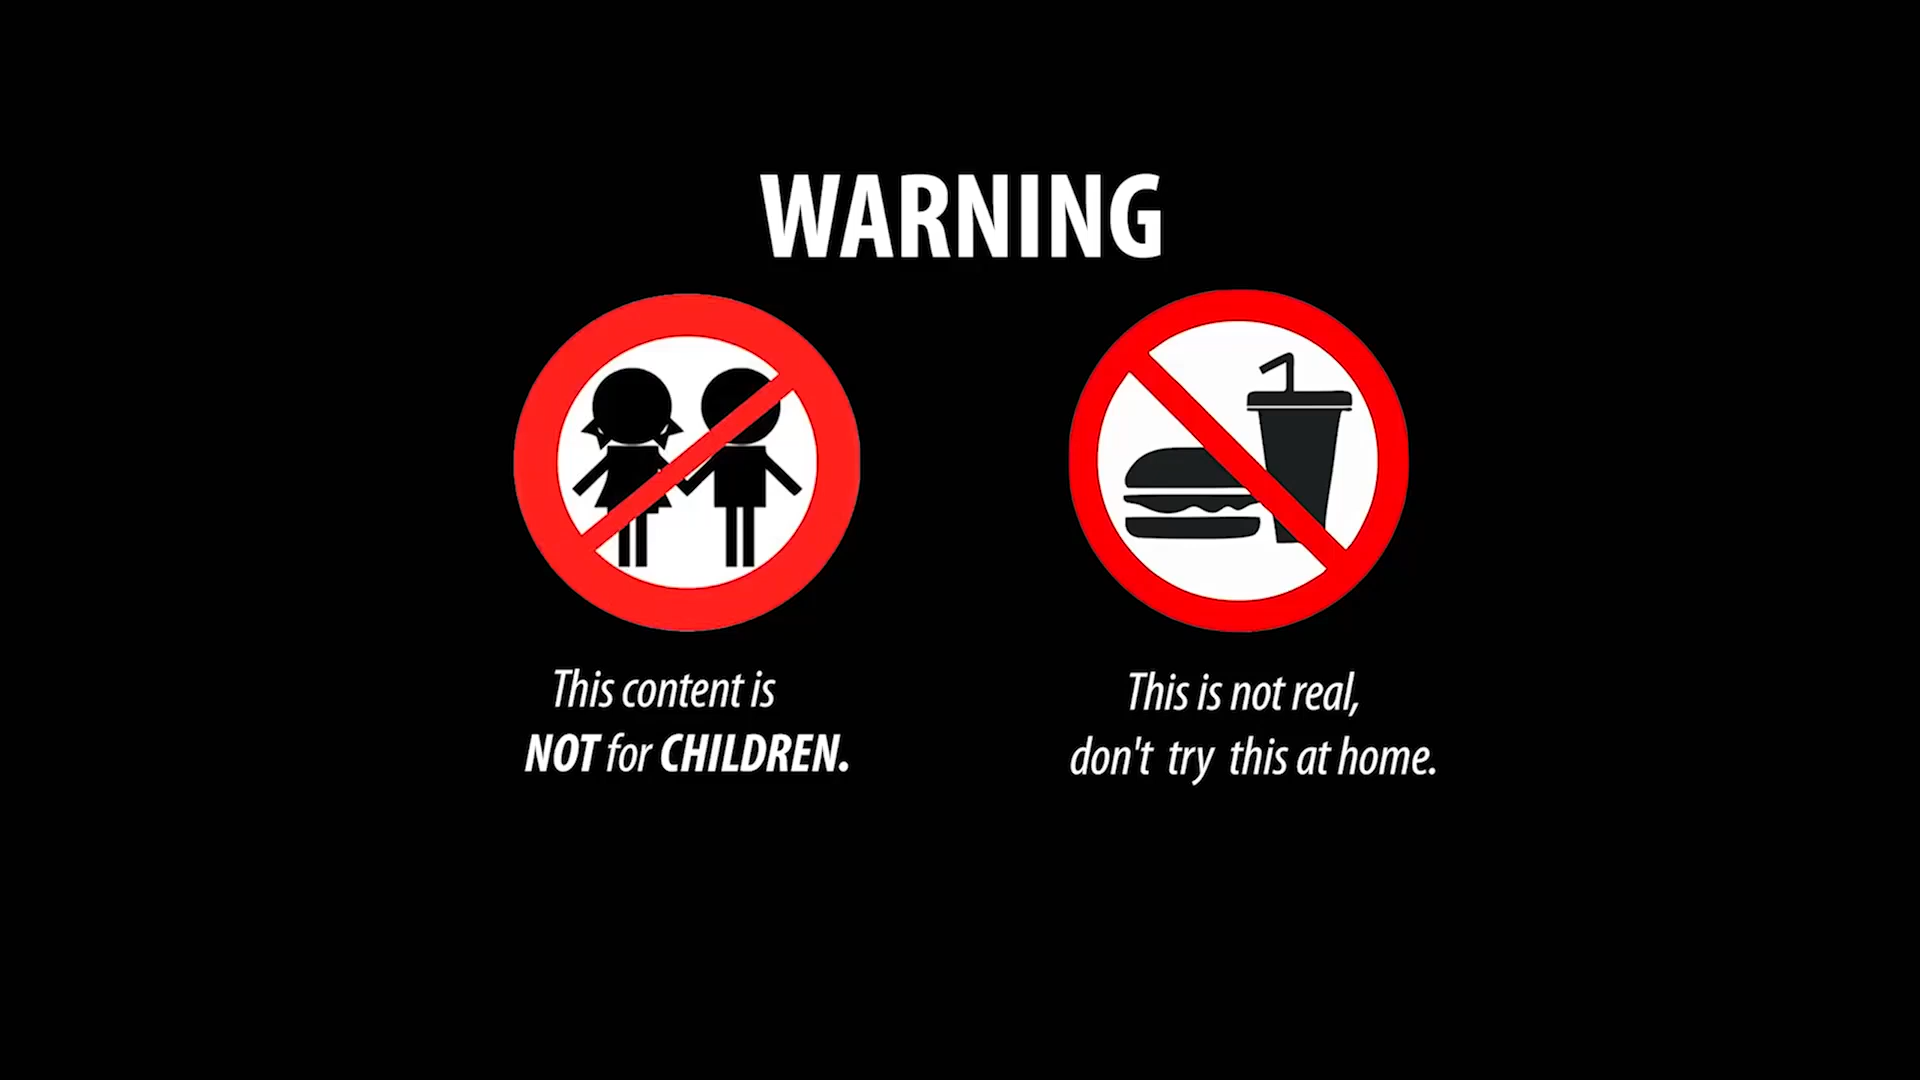 WARNING
This content is
NOT for CHILDREN.
This is not real,
don't try this at home.